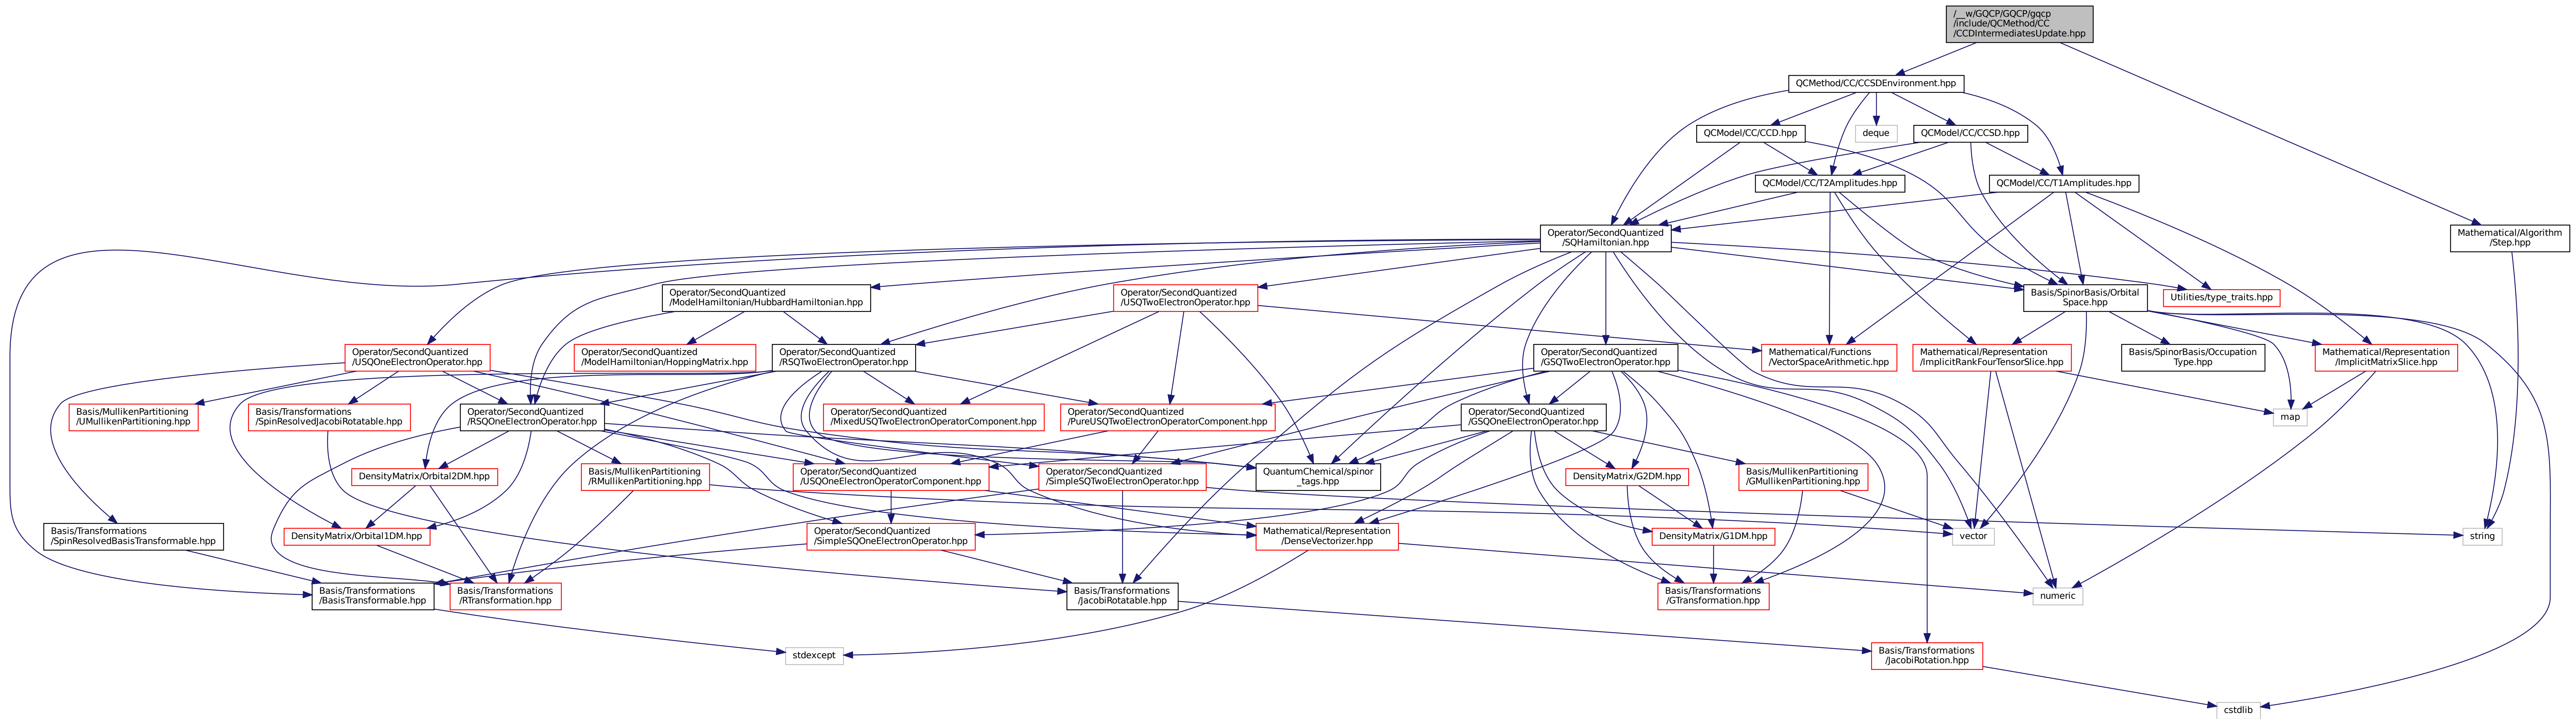 /__w/GQCP/GQCP/gqcp
/include/QCMethod/CC
/CCDIntermediatesUpdate.hpp
QCMethod/CC/CCSDEnvironment.hpp
QCModel/CC/CCD.hpp
deque
QCModel/CC/CCSD.hpp
QCModel/CC/T2Amplitudes.hpp
QCModel/CC/T1Amplitudes.hpp
Operator/SecondQuantized
/SQHamiltonian.hpp
Mathematical/Algorithm
/Step.hpp
Operator/SecondQuantized
/ModelHamiltonian/HubbardHamiltonian.hpp
Operator/SecondQuantized
/USQTwoElectronOperator.hpp
Basis/SpinorBasis/Orbital
Space.hpp
Utilities/type_traits.hpp
Operator/SecondQuantized
/USQOneElectronOperator.hpp
Operator/SecondQuantized
/ModelHamiltonian/HoppingMatrix.hpp
Operator/SecondQuantized
/RSQTwoElectronOperator.hpp
Mathematical/Functions
/VectorSpaceArithmetic.hpp
Operator/SecondQuantized
/GSQTwoElectronOperator.hpp
Mathematical/Representation
/ImplicitRankFourTensorSlice.hpp
Basis/SpinorBasis/Occupation
Type.hpp
Mathematical/Representation
/ImplicitMatrixSlice.hpp
Basis/MullikenPartitioning
/UMullikenPartitioning.hpp
Basis/Transformations
/SpinResolvedJacobiRotatable.hpp
Operator/SecondQuantized
/RSQOneElectronOperator.hpp
Operator/SecondQuantized
/MixedUSQTwoElectronOperatorComponent.hpp
Operator/SecondQuantized
/PureUSQTwoElectronOperatorComponent.hpp
Operator/SecondQuantized
/GSQOneElectronOperator.hpp
map
DensityMatrix/Orbital2DM.hpp
Basis/MullikenPartitioning
/RMullikenPartitioning.hpp
Operator/SecondQuantized
/USQOneElectronOperatorComponent.hpp
Operator/SecondQuantized
/SimpleSQTwoElectronOperator.hpp
QuantumChemical/spinor
_tags.hpp
DensityMatrix/G2DM.hpp
Basis/MullikenPartitioning
/GMullikenPartitioning.hpp
Basis/Transformations
/SpinResolvedBasisTransformable.hpp
DensityMatrix/Orbital1DM.hpp
Operator/SecondQuantized
/SimpleSQOneElectronOperator.hpp
Mathematical/Representation
/DenseVectorizer.hpp
DensityMatrix/G1DM.hpp
vector
string
Basis/Transformations
/BasisTransformable.hpp
Basis/Transformations
/RTransformation.hpp
Basis/Transformations
/JacobiRotatable.hpp
Basis/Transformations
/GTransformation.hpp
numeric
stdexcept
Basis/Transformations
/JacobiRotation.hpp
cstdlib